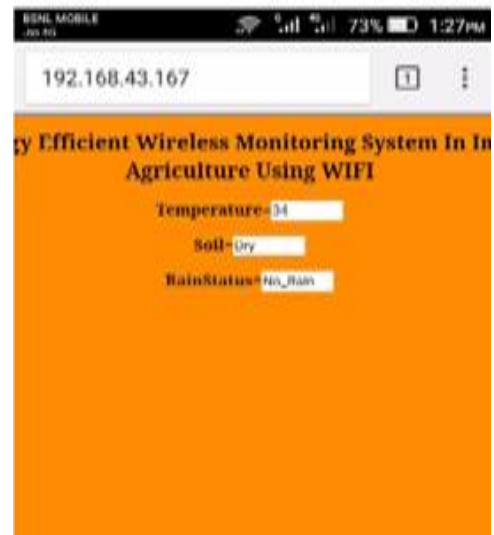 BSNL MOBILE
73% 1:27PM
192.168.43.167
1
gy Efficient Wireless Monitoring System In In
Agriculture Using WIFI
Temperature=34
Soil=Dry
RainStatus=No_Rain